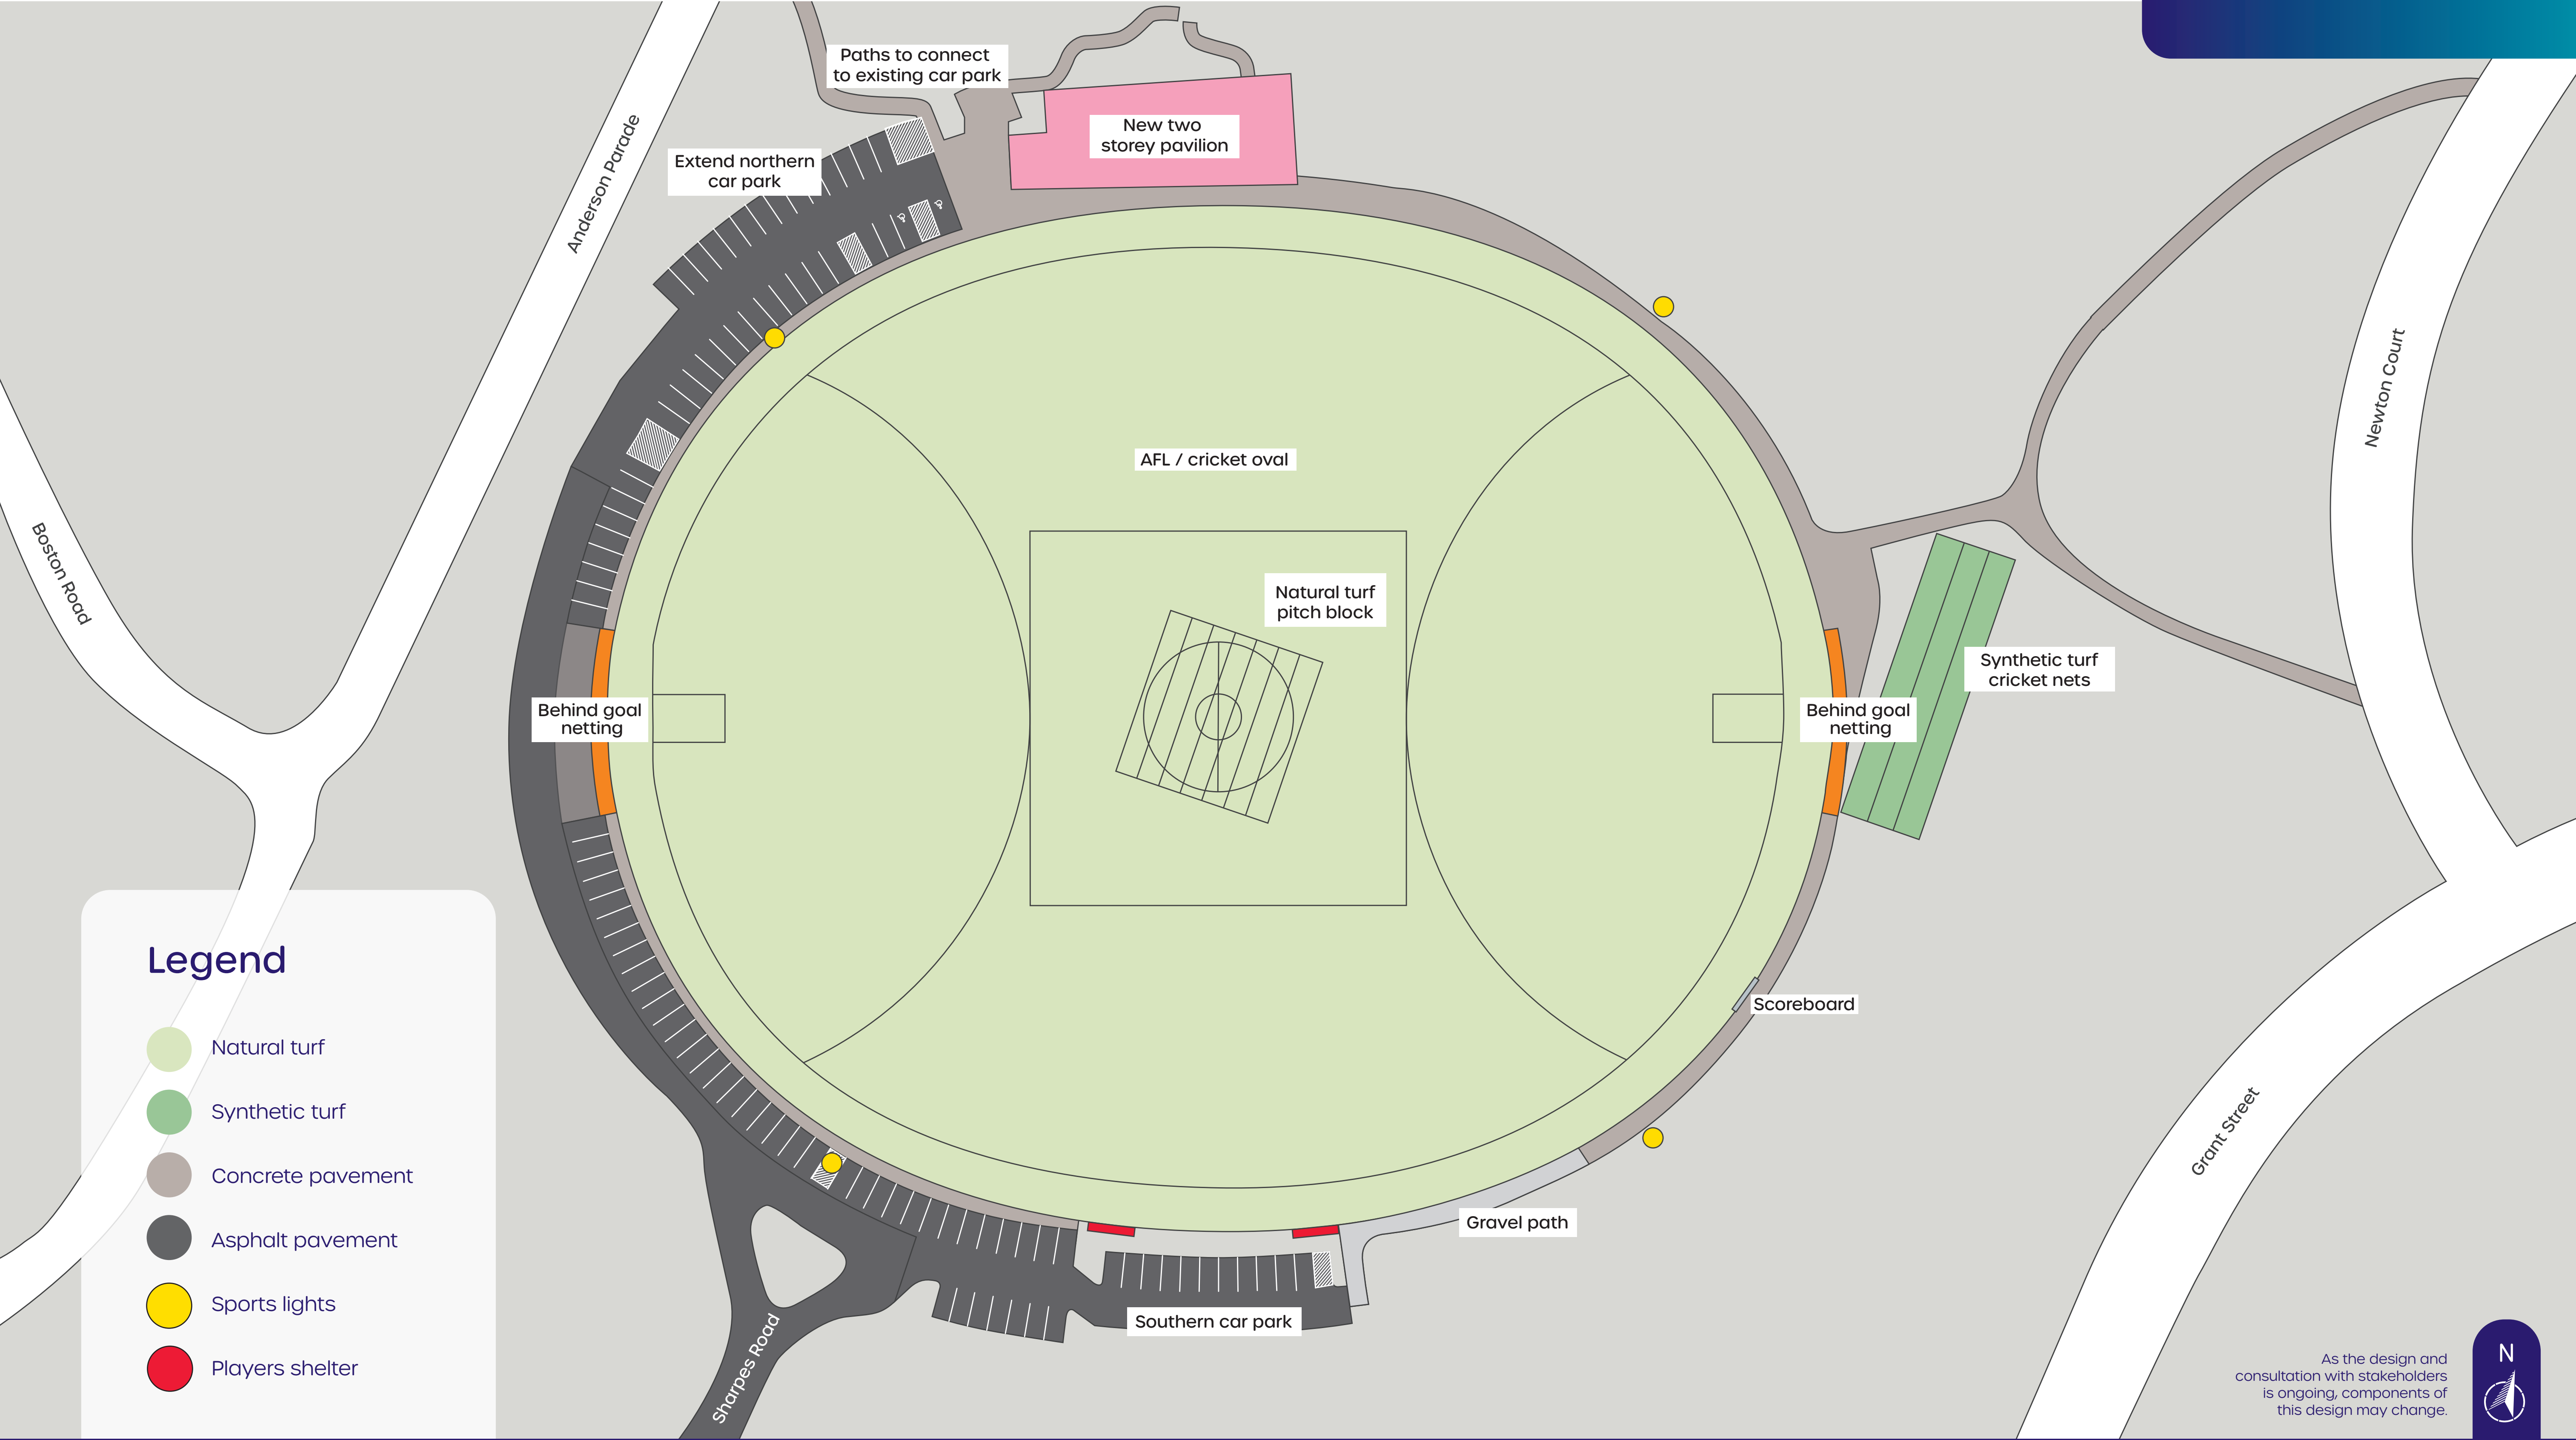 Paths to connect
to existing car park
New two
storey pavilion
Extend northern
car park
Anderson Parade
Newton Court
AFL / cricket oval
Boston Road
Natural turf
pitch block
Synthetic turf
cricket nets
Behind goal
netting
Behind goal
netting
Scoreboard
Grant Street
Gravel path
Southern car park
Sharpes Road
Legend
Natural turf
Synthetic turf
Concrete pavement
Asphalt pavement
Sports lights
Players shelter
As the design and
consultation with stakeholders
is ongoing, components of
this design may change.
N